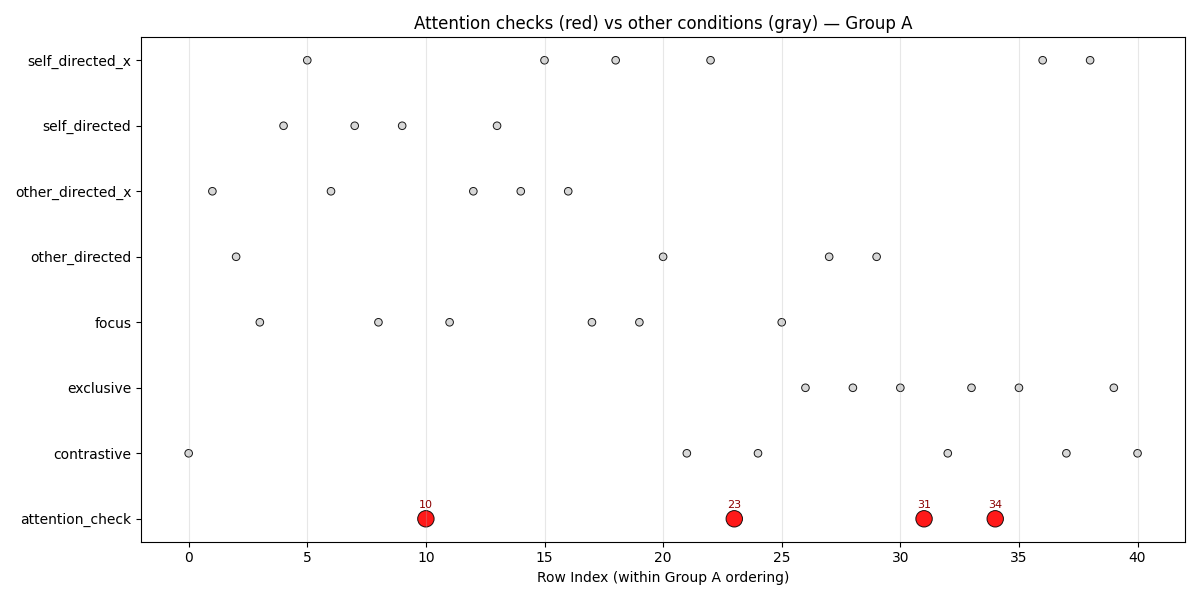 Attention checks (red) vs other conditions (gray) — Group A
self_directed_x
self_directed
other_directed_x
other_directed
focus
exclusive
contrastive
attention_check
10 23 31 34
0 5 10 15 20 25 30 35 40
Row Index (within Group A ordering)